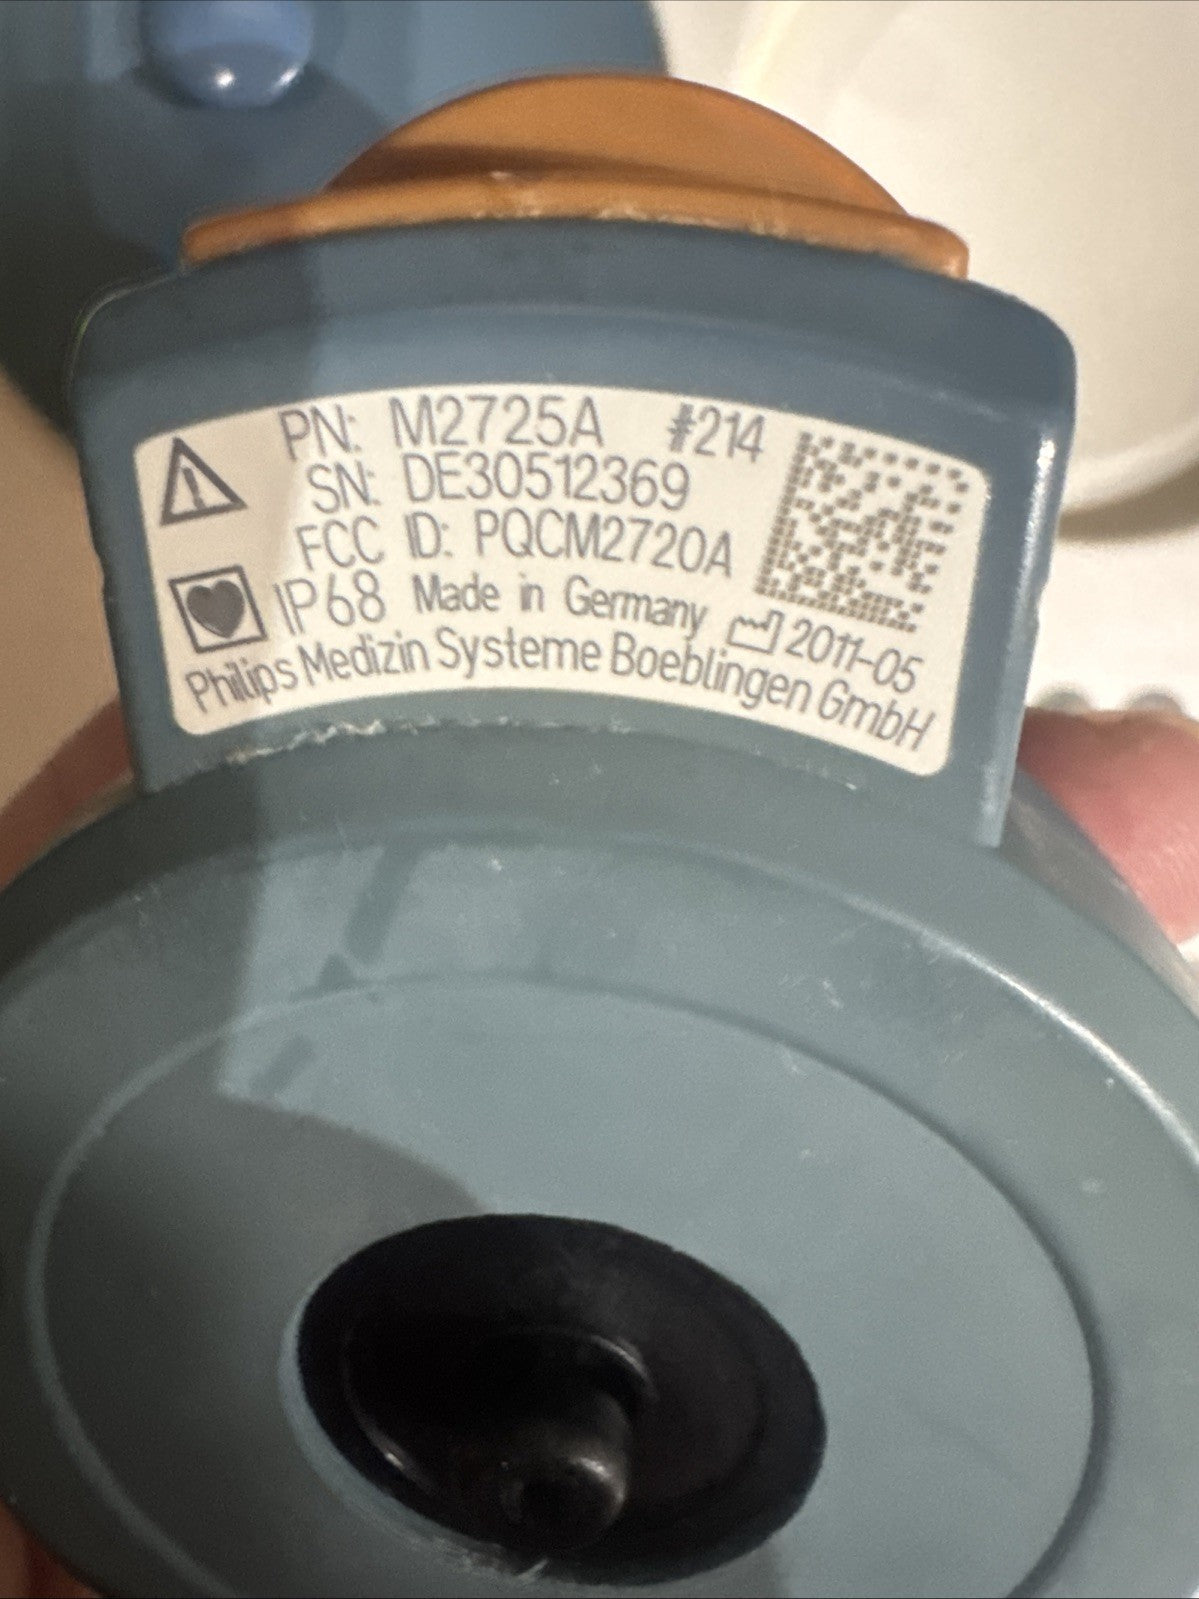 PN: M2725A #214
SN: DE30512369
FCC ID: PQCM2720A
IP68 Made in Germany 2011-05
Philips Medizin Systeme Boeblingen GmbH